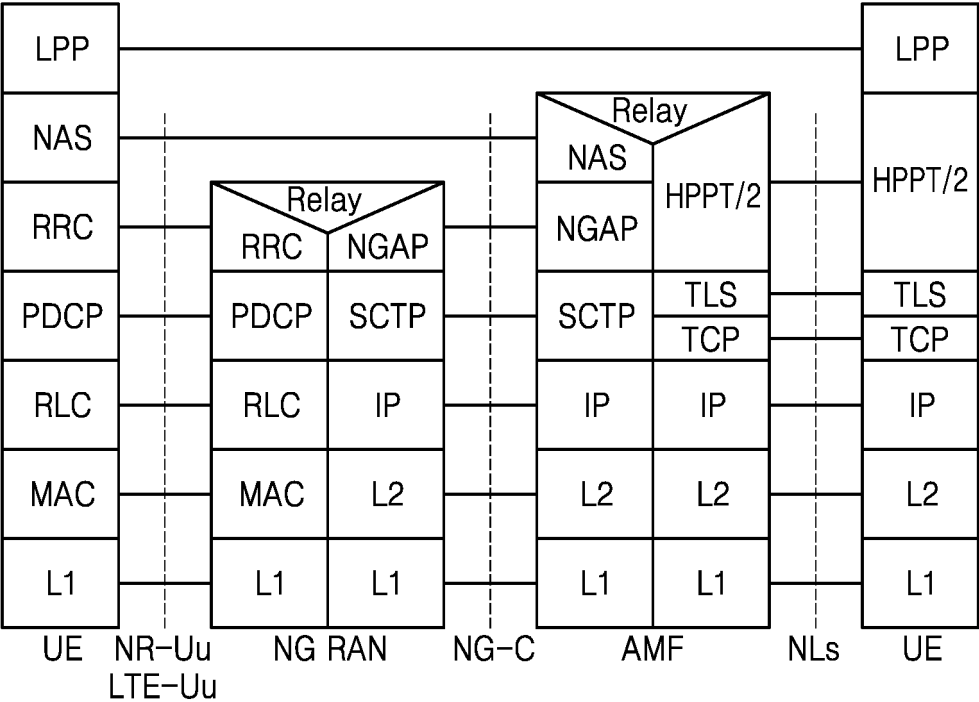 LPP
LPP
Relay
NAS
NAS
HPPT/2
HPPT/2
Relay
RRC
RRC
NGAP
NGAP
PDCP
PDCP
SCTP
SCTP
TLS
TLS
TCP
TCP
RLC
RLC
IP
IP
IP
IP
MAC
MAC
L2
L2
L2
L2
L1
L1
L1
L1
L1
L1
UE
NR-Uu
LTE-Uu
NG RAN
NG-C
AMF
NLs
UE